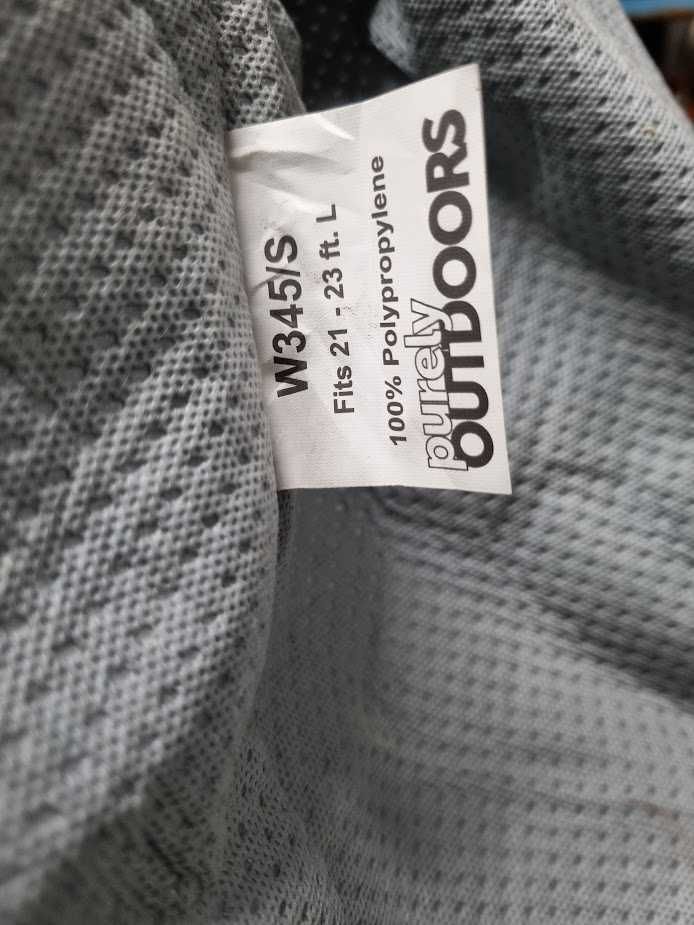 W345/S
Fits 21 - 23 ft. L
100% Polypropylene
purely
OUTDOORS